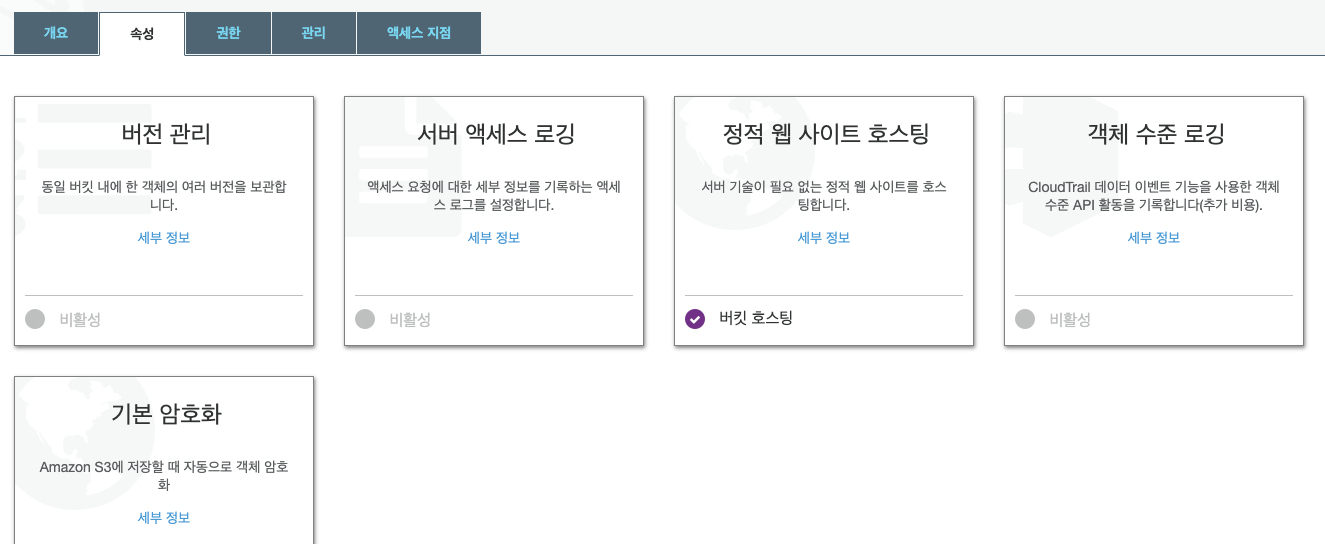 개요
속성
권한
관리
액세스 지점
버전 관리
동일 버킷 내에 한 객체의 여러 버전을 보관합
니다.
세부 정보
비활성
서버 액세스 로깅
액세스 요청에 대한 세부 정보를 기록하는 액세
스 로그를 설정합니다.
세부 정보
비활성
정적 웹 사이트 호스팅
서버 기술이 필요 없는 정적 웹 사이트를 호스
팅합니다.
세부 정보
버킷 호스팅
객체 수준 로깅
CloudTrail 데이터 이벤트 기능을 사용한 객체
수준 API 활동을 기록합니다(추가 비용).
세부 정보
비활성
기본 암호화
Amazon S3에 저장할 때 자동으로 객체 암호
화
세부 정보